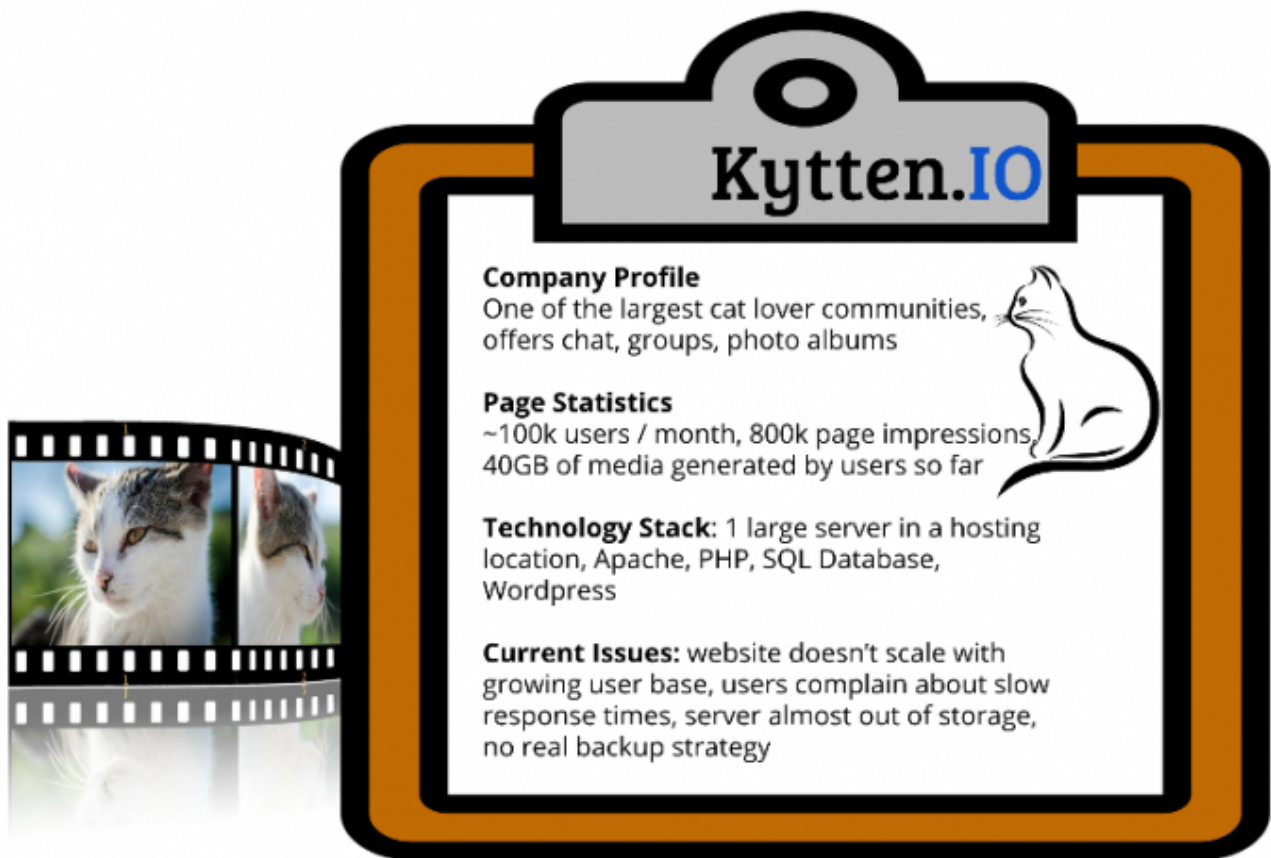 Kytten.IO
Company Profile
One of the largest cat lover communities,
offers chat, groups, photo albums
Page Statistics
~100k users / month, 800k page impressions,
40GB of media generated by users so far
Technology Stack: 1 large server in a hosting
location, Apache, PHP, SQL Database,
Wordpress
Current Issues: website doesn't scale with
growing user base, users complain about slow
response times, server almost out of storage,
no real backup strategy